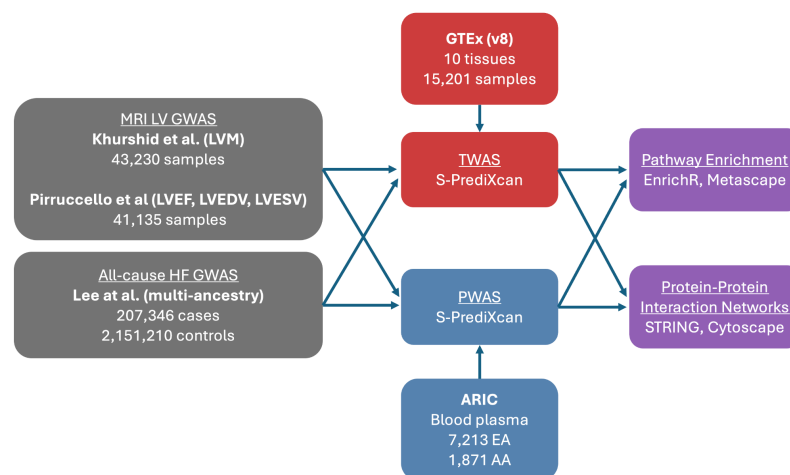 GTEx (v8)
10 tissues
15,201 samples
MRI LV GWAS
Khurshid et al. (LVM)
43,230 samples
Pirruccello et al (LVEF, LVEDV, LVESV)
41,135 samples
TWAS
S-PrediXcan
Pathway Enrichment
EnrichR, Metascape
All-cause HF GWAS
Lee at al. (multi-ancestry)
207,346 cases
2,151,210 controls
PWAS
S-PrediXcan
Protein-Protein
Interaction Networks
STRING, Cytoscape
ARIC
Blood plasma
7,213 EA
1,871 AA